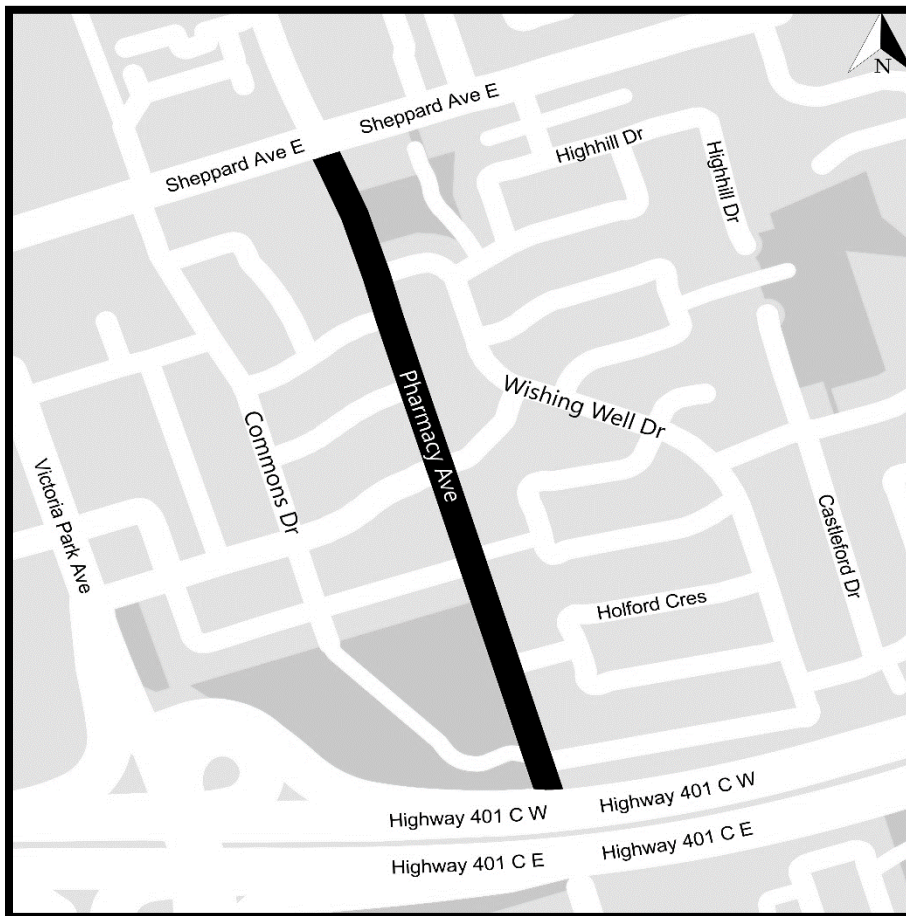 N
Sheppard Ave E
Sheppard Ave E
Highhill Dr
Highhill Dr
Pharmacy Ave
Wishing Well Dr
Commons Dr
Victoria Park Ave
Castleford Dr
Holford Cres
Highway 401 C W
Highway 401 C W
Highway 401 C E
Highway 401 C E